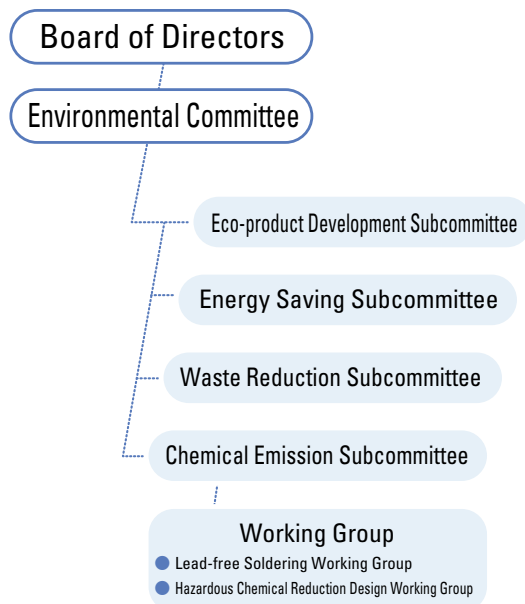 Board of Directors
Environmental Committee
Eco-product Development Subcommittee
Energy Saving Subcommittee
Waste Reduction Subcommittee
Chemical Emission Subcommittee
Working Group
Lead-free Soldering Working Group
Hazardous Chemical Reduction Design Working Group